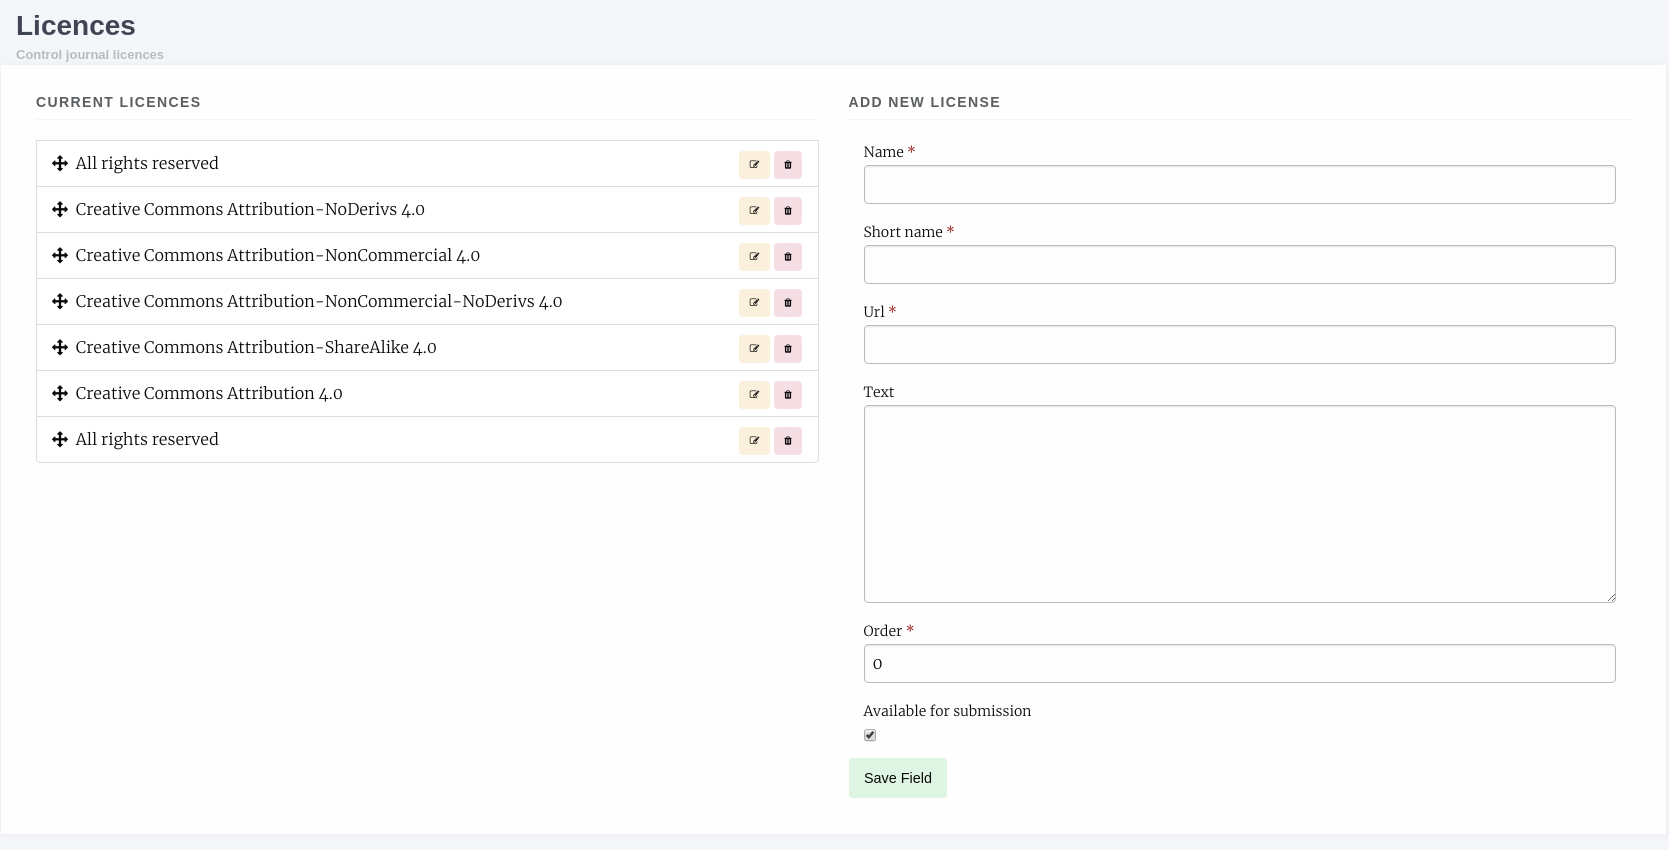 Licences
Control journal licences
CURRENT LICENCES
All rights reserved
Creative Commons Attribution-NoDerivs 4.0
Creative Commons Attribution-NonCommercial 4.0
Creative Commons Attribution-NonCommercial-NoDerivs 4.0
Creative Commons Attribution-ShareAlike 4.0
Creative Commons Attribution 4.0
All rights reserved
ADD NEW LICENSE
Name *
Short name *
Url *
Text
Order *
0
Available for submission
Save Field